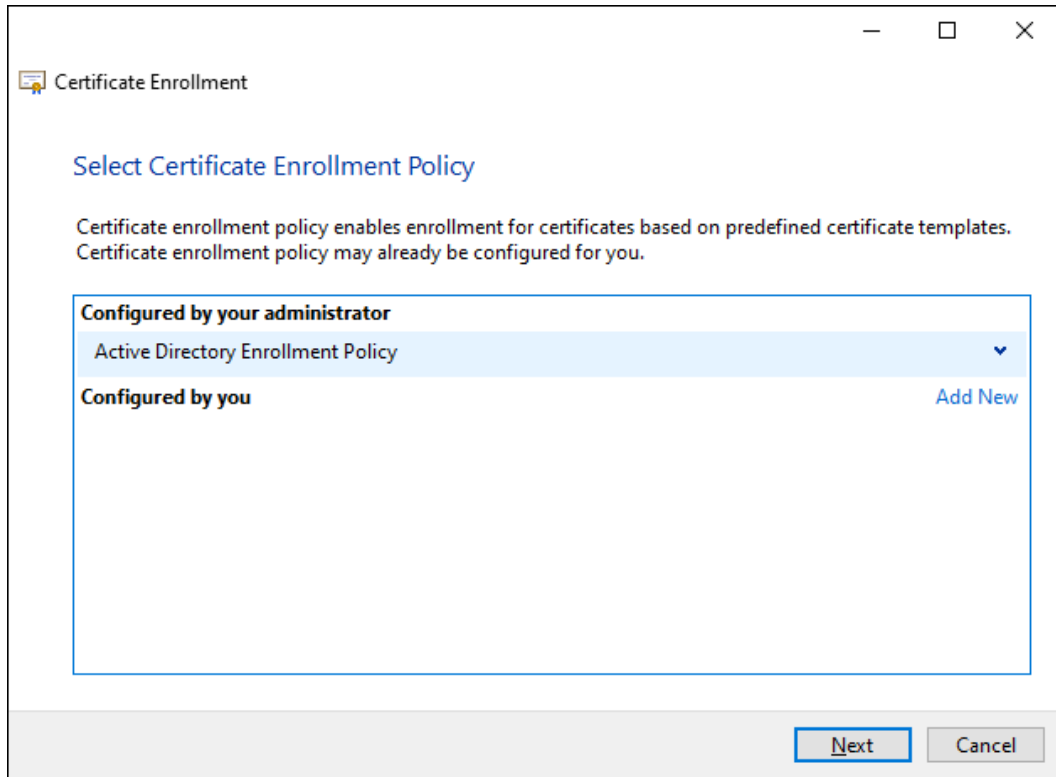 Certificate Enrollment
Select Certificate Enrollment Policy
Certificate enrollment policy enables enrollment for certificates based on predefined certificate templates.
Certificate enrollment policy may already be configured for you.
Configured by your administrator
Active Directory Enrollment Policy
Configured by you Add New
Next Cancel